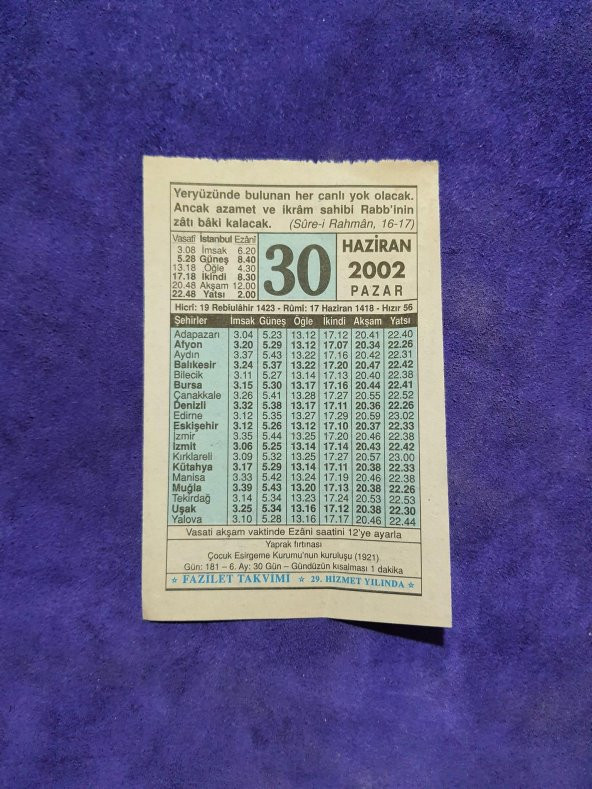 Yeryüzünde bulunan her canlı yok olacak.
Ancak azamet ve ikrâm sahibi Rabb'inin
zâtı bâki kalacak. (Sûre-i Rahmân, 16-17)
Vasatî İstanbul Ezânî
3.08 İmsak 6.20
5.28 Güneş 8.40
13.18 Öğle 4.30
17.18 İkindi 8.30
20.48 Akşam 12.00
22.48 Yatsı 2.00
30
HAZİRAN
2002
PAZAR
Hicrî: 19 Rebîulâhir 1423 - Rûmî: 17 Haziran 1418 - Hızır 56
Şehirler İmsak Güneş Öğle İkindi Akşam Yatsı
Adapazarı 3.04 5.23 13.12 17.12 20.41 22.40
Afyon 3.20 5.29 13.12 17.07 20.34 22.26
Aydın 3.37 5.43 13.22 17.16 20.42 22.31
Balıkesir 3.24 5.37 13.22 17.20 20.47 22.42
Bilecik 3.11 5.27 13.14 17.13 20.40 22.38
Bursa 3.15 5.30 13.17 17.16 20.44 22.41
Çanakkale 3.26 5.41 13.28 17.27 20.55 22.52
Denizli 3.32 5.38 13.17 17.11 20.36 22.26
Edirne 3.12 5.35 13.27 17.29 20.59 23.02
Eskişehir 3.12 5.26 13.12 17.10 20.37 22.33
İzmir 3.35 5.44 13.25 17.20 20.46 22.38
İzmit 3.06 5.25 13.14 17.14 20.43 22.42
Kırklareli 3.09 5.32 13.25 17.27 20.57 23.00
Kütahya 3.17 5.29 13.14 17.11 20.38 22.33
Manisa 3.33 5.42 13.24 17.19 20.46 22.38
Muğla 3.39 5.43 13.20 17.13 20.38 22.26
Tekirdağ 3.14 5.34 13.23 17.24 20.53 22.53
Uşak 3.25 5.34 13.16 17.12 20.38 22.30
Yalova 3.10 5.28 13.16 17.17 20.46 22.44
Vasati akşam vaktinde Ezâni saatini 12'ye ayarla
Yaprak fırtınası
Çocuk Esirgeme Kurumu'nun kuruluşu (1921)
Gün: 181 – 6. Ay: 30 Gün – Gündüzün kısalması 1 dakika
★ FAZİLET TAKVİMİ ★ 29. HİZMET YILINDA ★